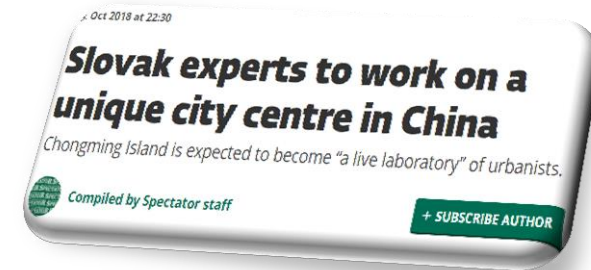 Oct 2018 at 22:30
Slovak experts to work on a
unique city centre in China
Chongming Island is expected to become “a live laboratory” of urbanists.
Compiled by Spectator staff
+ SUBSCRIBE AUTHOR